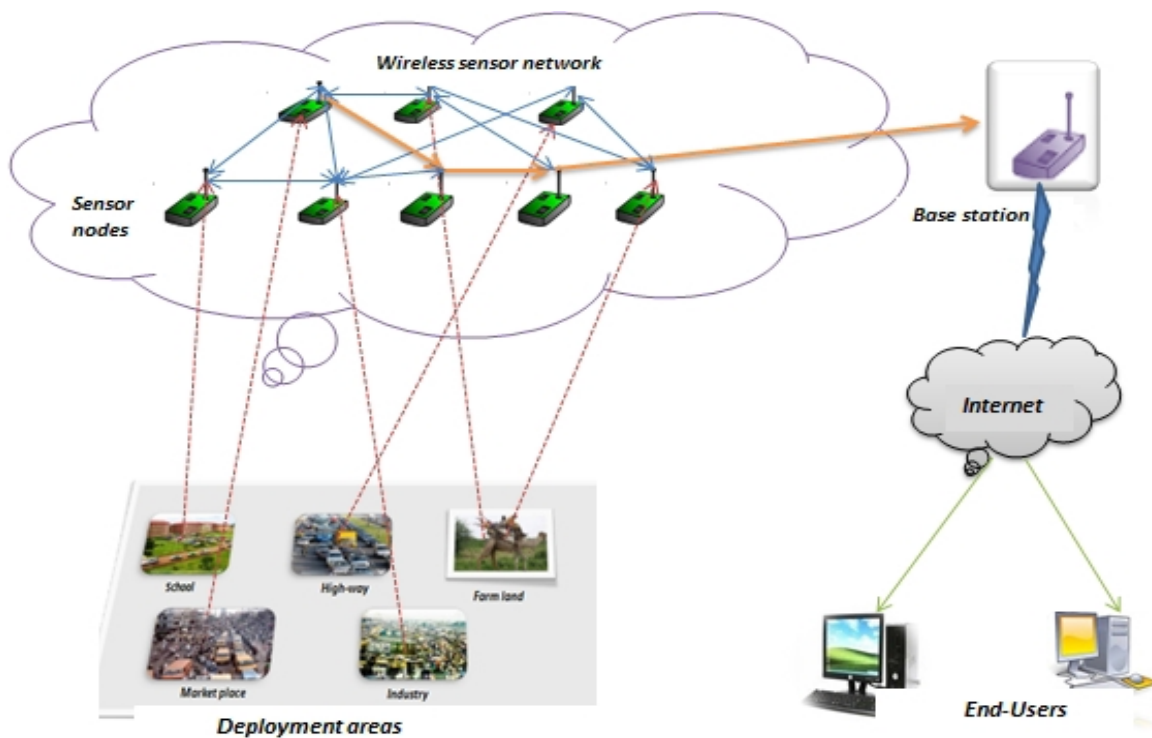 Wireless sensor network
Sensor
nodes
Base station
Internet
School
High-way
Farm land
Market place
Industry
Deployment areas
End-Users